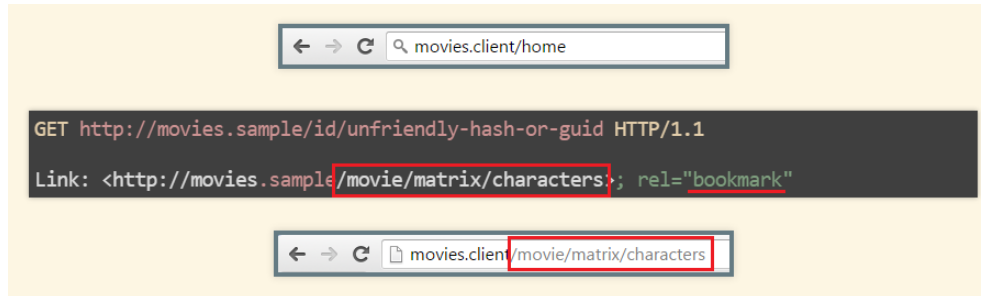 movies.client/home
GET http://movies.sample/id/unfriendly-hash-or-guid HTTP/1.1
Link: <http://movies.sample/movie/matrix/characters>; rel="bookmark"
movies.client/movie/matrix/characters